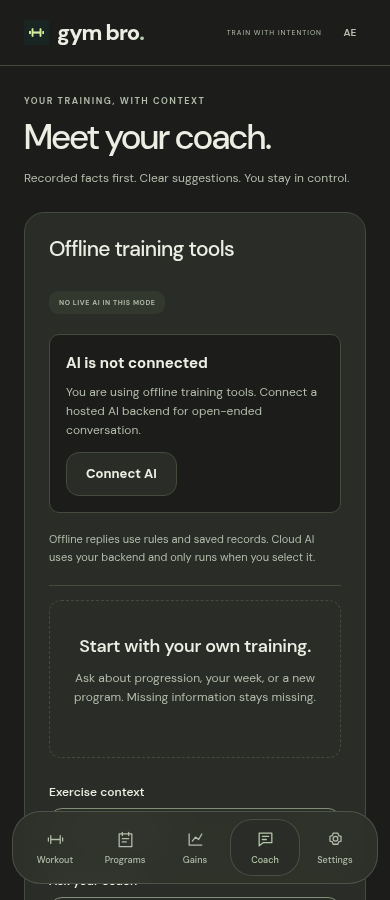 gym bro.
TRAIN WITH INTENTION
AE
YOUR TRAINING, WITH CONTEXT
Meet your coach.
Recorded facts first. Clear suggestions. You stay in control.
Offline training tools
NO LIVE AI IN THIS MODE
AI is not connected
You are using offline training tools. Connect a
hosted AI backend for open-ended
conversation.
Connect AI
Offline replies use rules and saved records. Cloud AI
uses your backend and only runs when you select it.
Start with your own training.
Ask about progression, your week, or a new
program. Missing information stays missing.
Exercise context
Workout
Programs
Gains
Coach
Settings